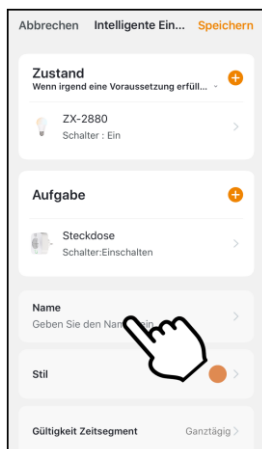 Abbrechen Intelligente Ein... Speichern
Zustand
Wenn irgend eine Voraussetzung erfüll...
ZX-2880
Schalter : Ein
Aufgabe
Steckdose
Schalter:Einschalten
Name
Geben Sie den Nam ein
Stil
Gültigkeit Zeitsegment Ganztägig